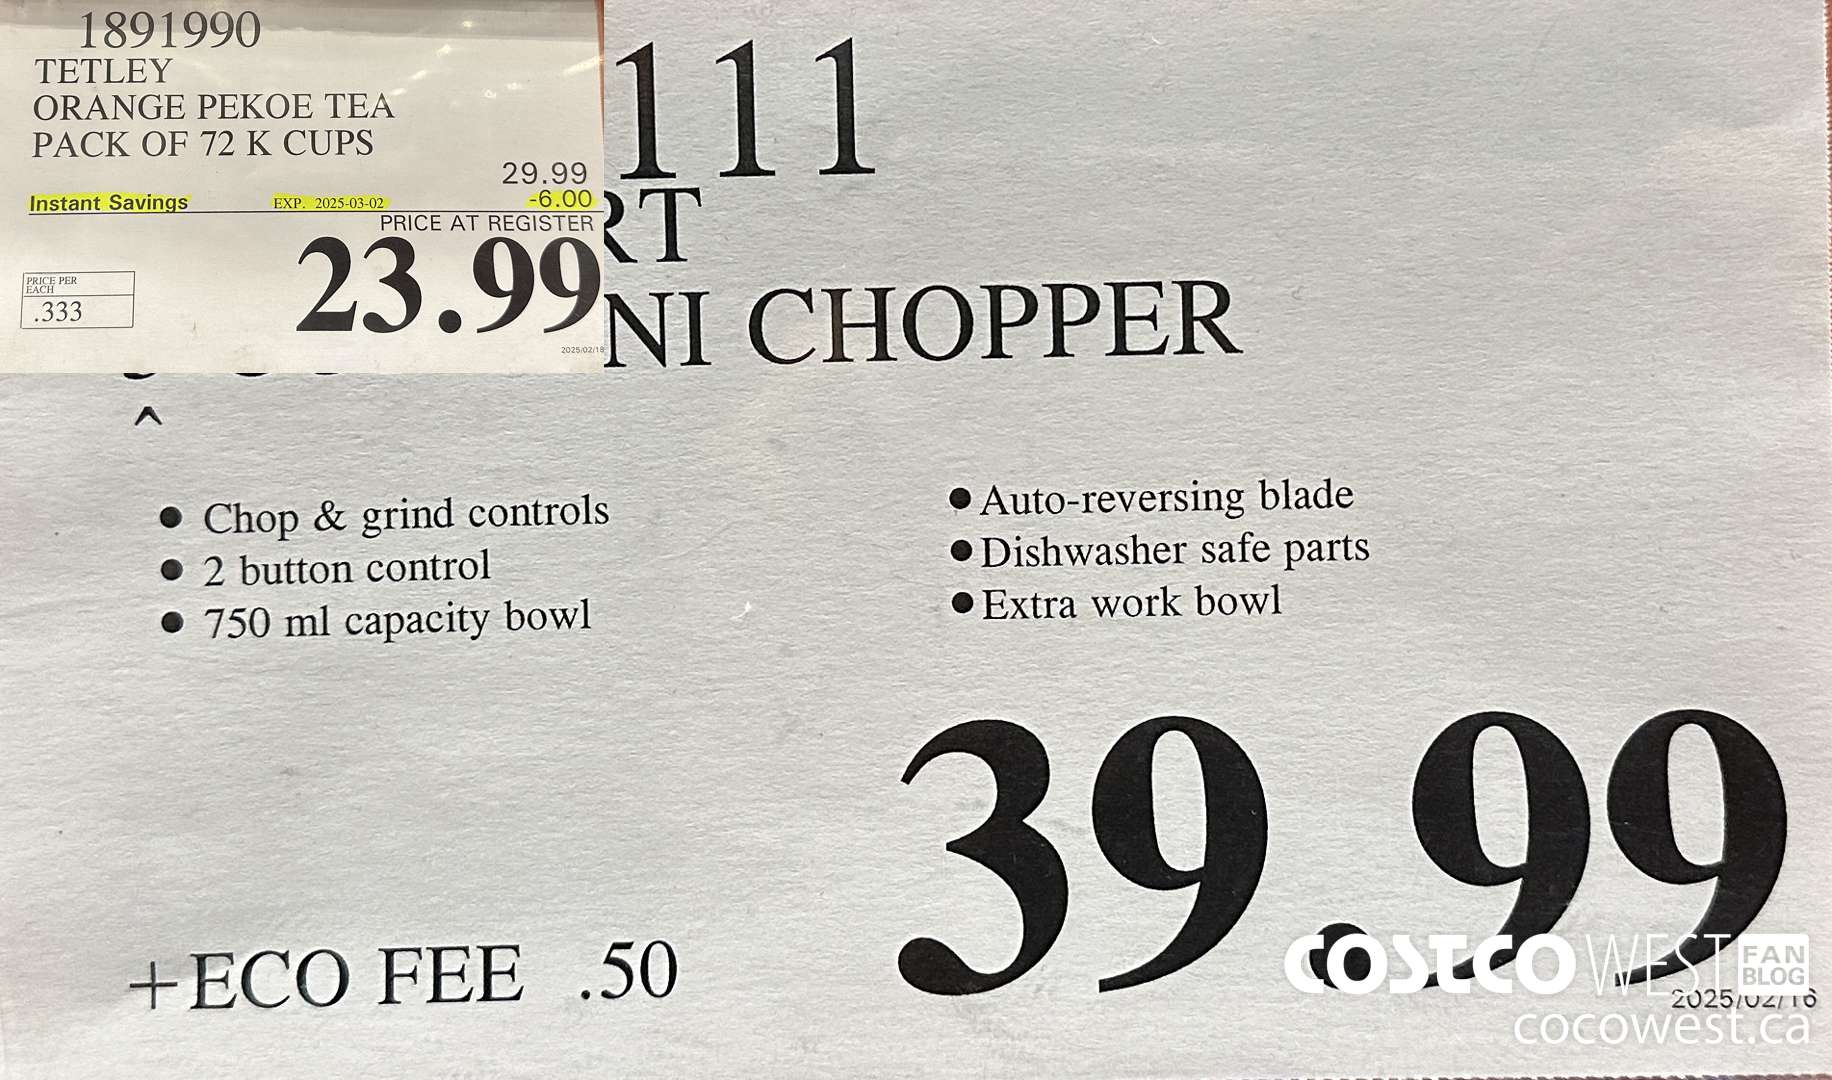 1891990
TETLEY
ORANGE PEKOE TEA
PACK OF 72 K CUPS
29.99
Instant Savings EXP. 2025-03-02 -6.00
PRICE AT REGISTER
23.99
PRICE PER
EACH
.333
2025/02/18
111
RT
NI CHOPPER
^
• Chop & grind controls
• 2 button control
• 750 ml capacity bowl
• Auto-reversing blade
• Dishwasher safe parts
• Extra work bowl
39.99
+ECO FEE .50
COSTCO WEST FAN BLOG
2025/02/16
cocowest.ca